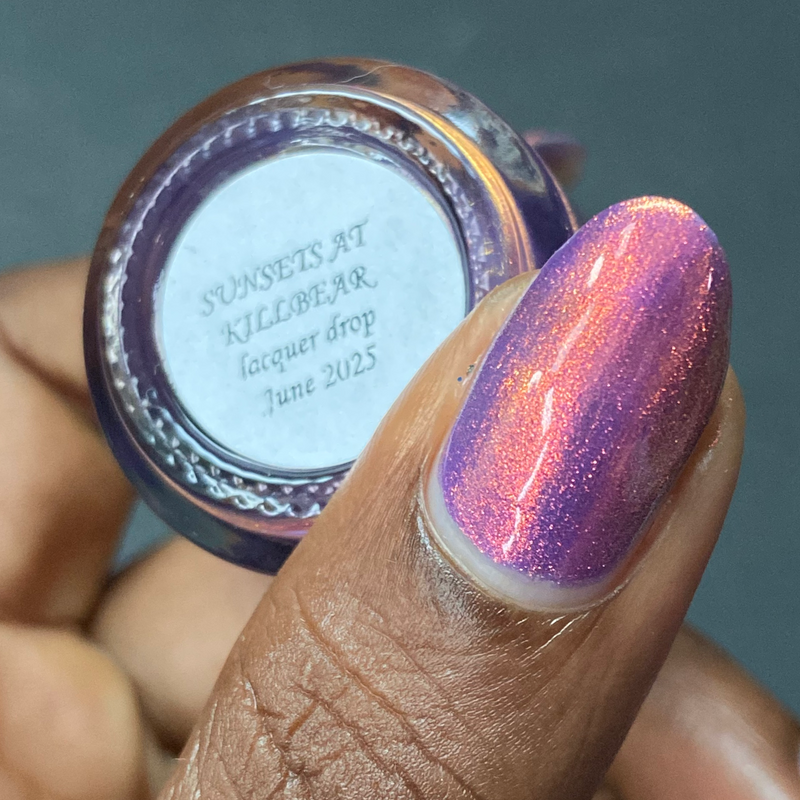 SUNSETS AT
KILLBEAR
lacquer drop
June 2025